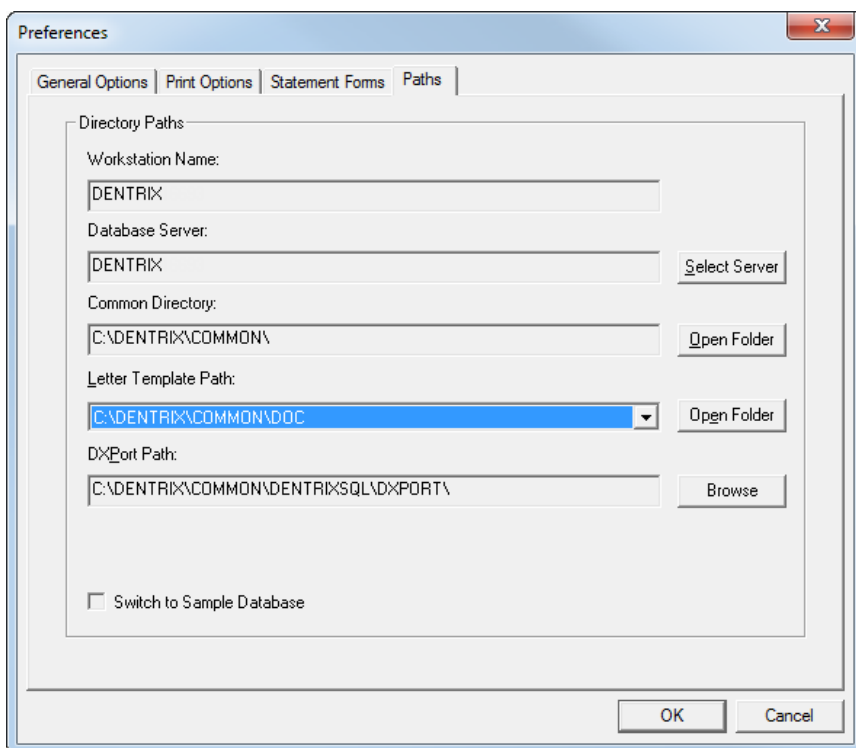 Preferences
General Options Print Options Statement Forms Paths
Directory Paths
Workstation Name:
DENTRIX
Database Server:
DENTRIX Select Server
Common Directory:
C:\DENTRIX\COMMON\ Open Folder
Letter Template Path:
C:\DENTRIX\COMMON\DOC Open Folder
DXPort Path:
C:\DENTRIX\COMMON\DENTRIXSQL\DXPORT\ Browse
Switch to Sample Database
OK Cancel